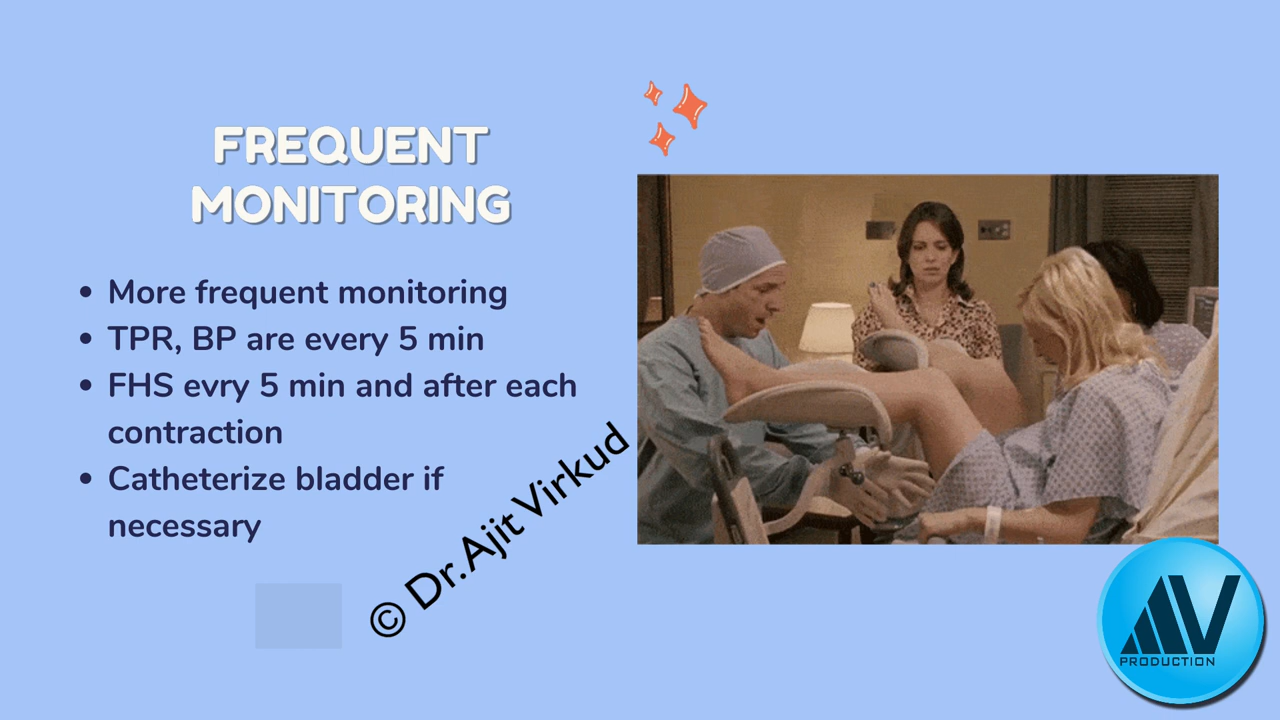 FREQUENT
MONITORING
• More frequent monitoring
• TPR, BP are every 5 min
• FHS evry 5 min and after each
contraction
• Catheterize bladder if
necessary
© Dr. Ajit Virkud
AV
PRODUCTION